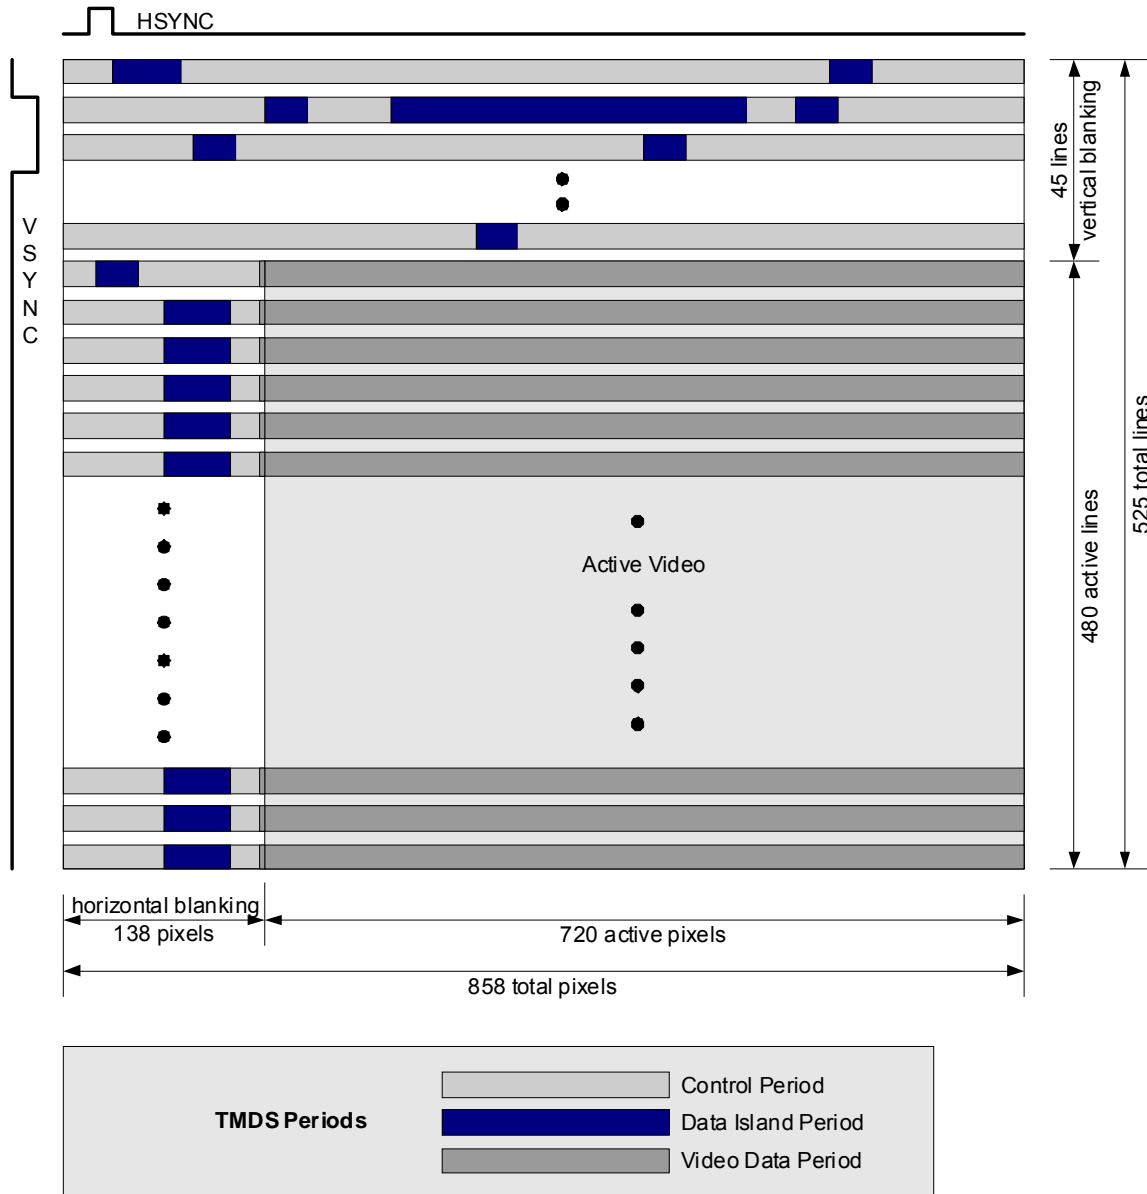 HSYNC
VSYNC
45 lines
vertical blanking
480 active lines
525 total lines
Active Video
horizontal blanking
138 pixels
720 active pixels
858 total pixels
TMDS Periods
Control Period
Data Island Period
Video Data Period